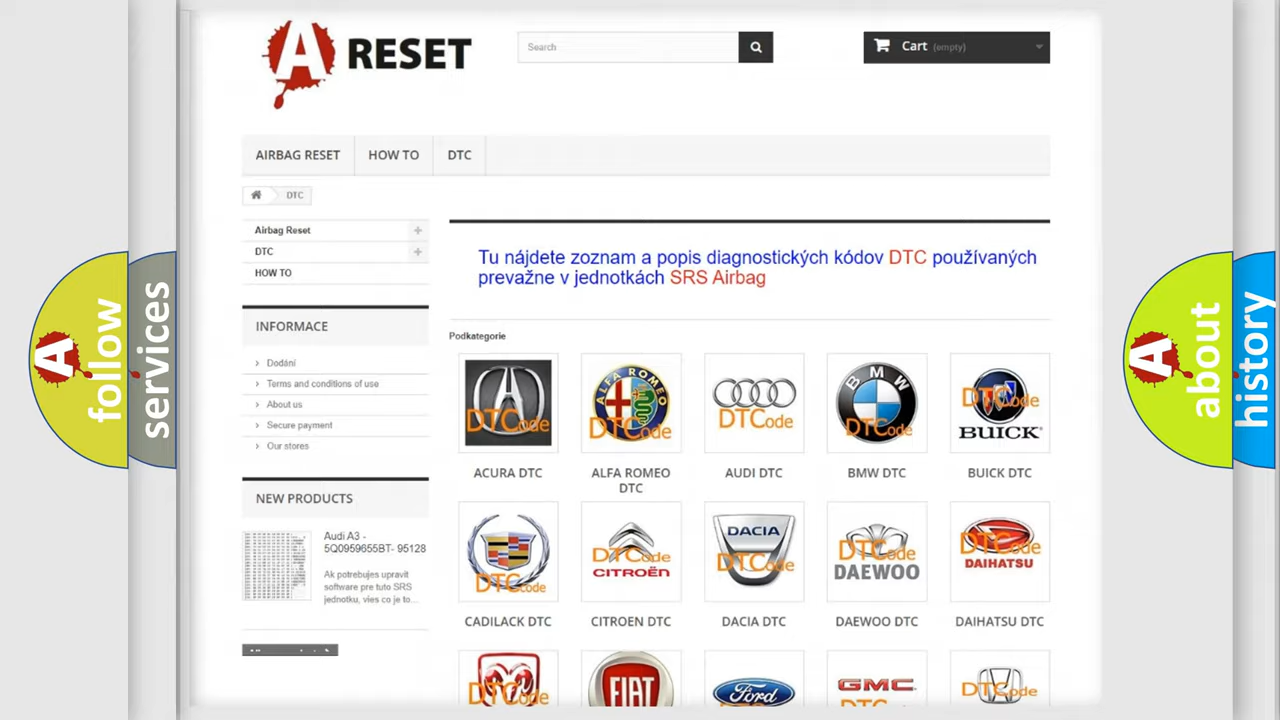 A RESET
Search
Cart (empty)
AIRBAG RESET
HOW TO
DTC
DTC
Airbag Reset
DTC
HOW TO
INFORMACE
Dodání
Terms and conditions of use
About us
Secure payment
Our stores
NEW PRODUCTS
Audi A3 -
5Q0959655BT- 95128
Ak potrebujes upravit
software pre tuto SRS
jednotku, vies co je to...
Tu nájdete zoznam a popis diagnostických kódov DTC používaných
prevažne v jednotkách SRS Airbag
Podkategorie
DTCode
ALFA ROMEO
DTCode
DTCode
BMW
DTCode
DTCode
BUICK
ACURA DTC
ALFA ROMEO
DTC
AUDI DTC
BMW DTC
BUICK DTC
DTCode
DTCode
CITROËN
DACIA
DTCode
DTCode
DAEWOO
DTCode
DAIHATSU
CADILACK DTC
CITROEN DTC
DACIA DTC
DAEWOO DTC
DAIHATSU DTC
DTCode
FIAT
Ford
GMC
DTCode
A follow
services
A about
history